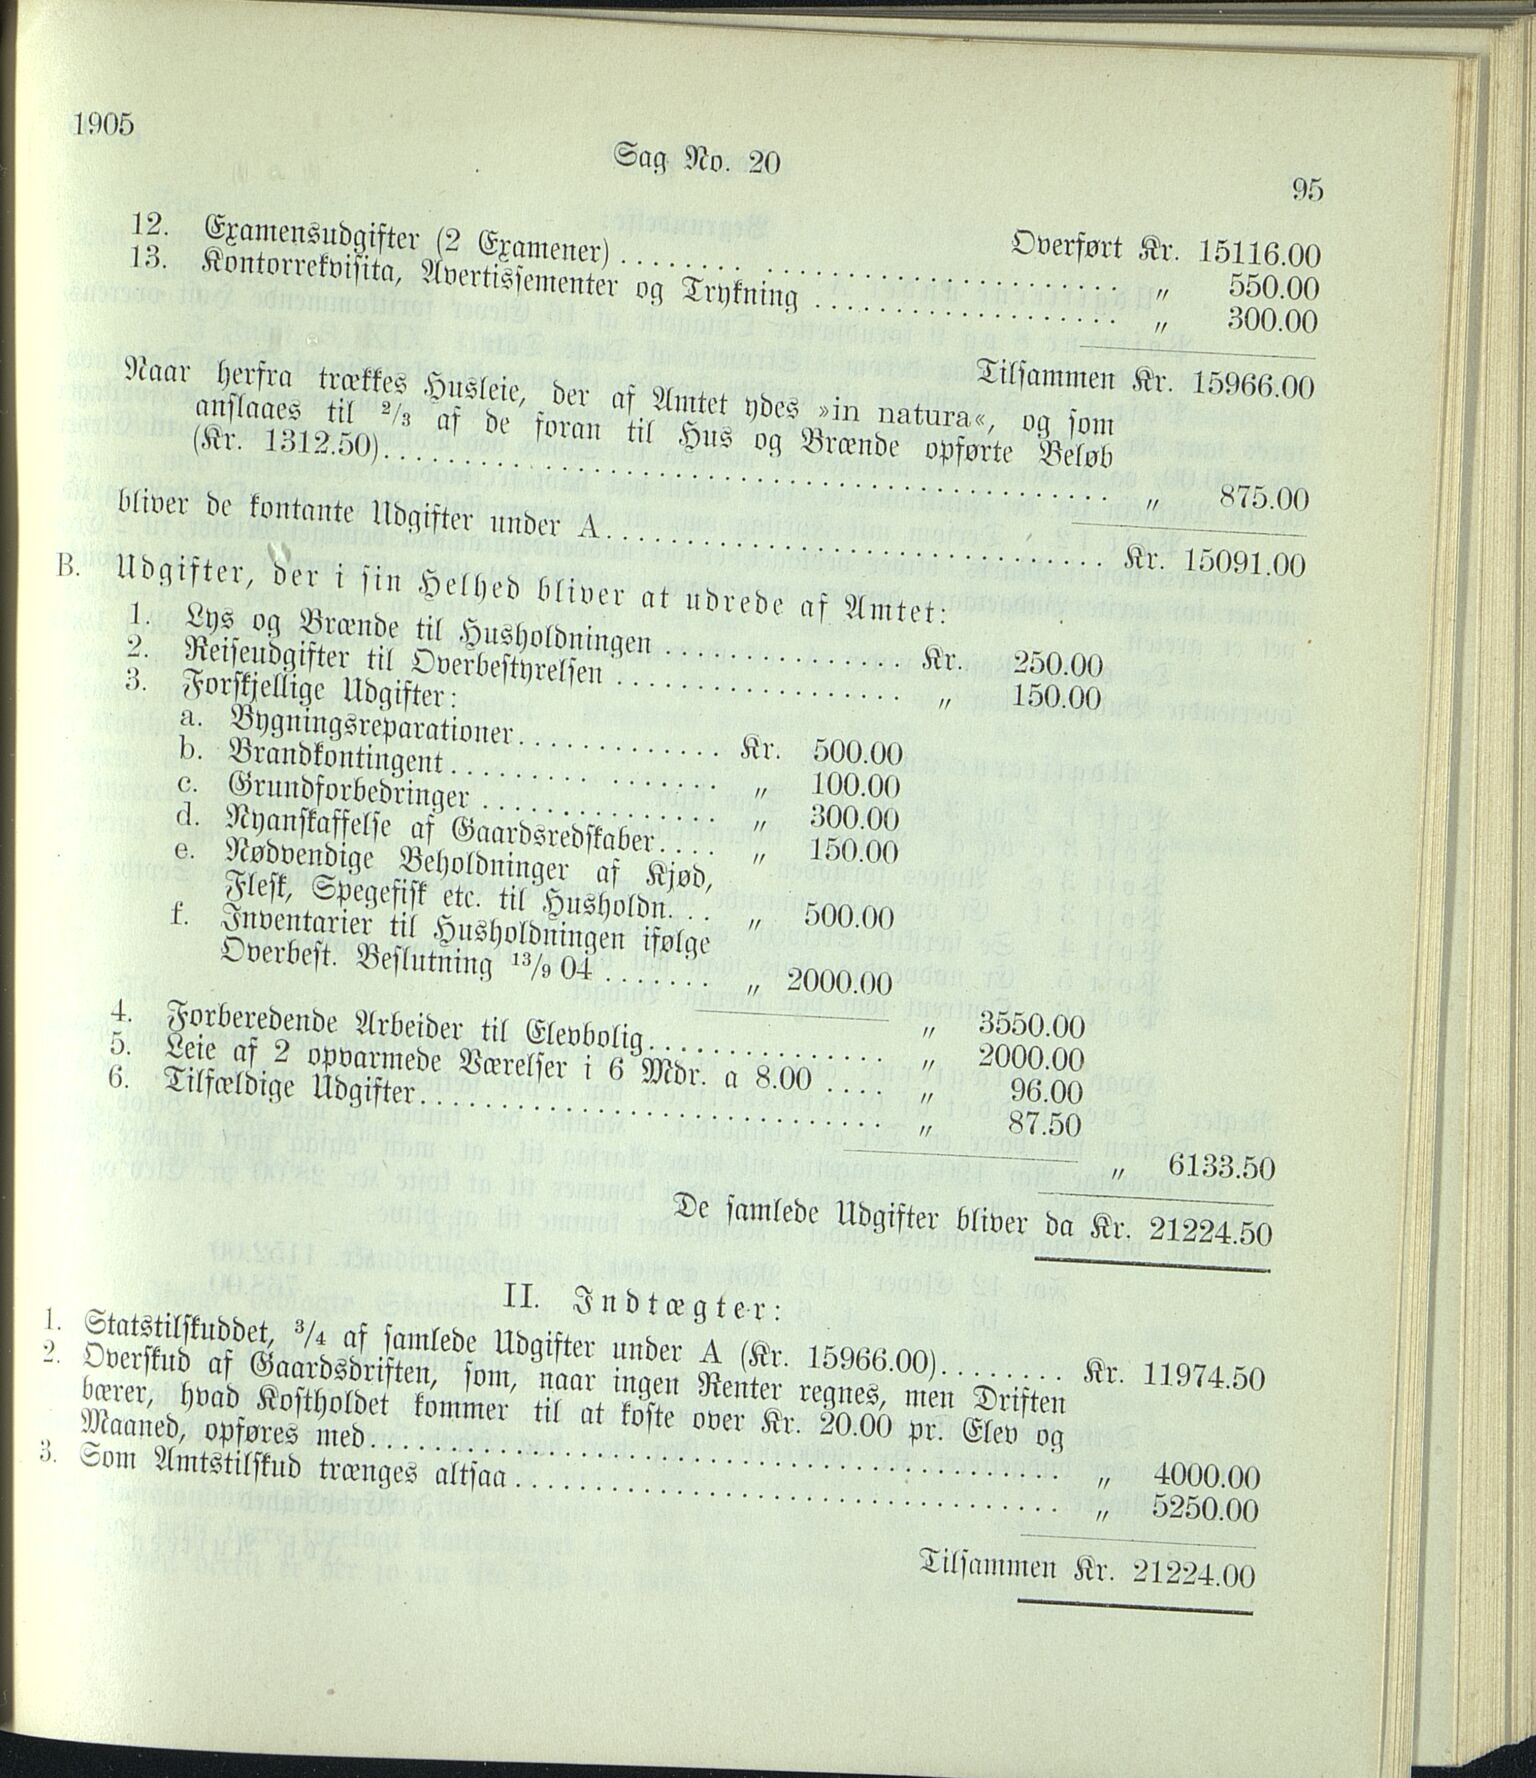 1905
Sag No. 20
95
Overført Kr. 15116.00
12. Examensudgifter (2 Examener) . . . . . . . . . . . . . . . . „ 550.00
13. Kontorrekvisita, Avertissementer og Trykning . . . . . . . . . . „ 300.00
Tilsammen Kr. 15966.00
Naar herfra trækkes Husleie, der af Amtet ydes »in natura«, og som
anslaaes til 2/3 af de foran til Hus og Brænde opførte Beløb
(Kr. 1312.50) . . . . . . . . . . . . . . . . „ 875.00
bliver de kontante Udgifter under A . . . . . . . . . . . . . . . . Kr. 15091.00
B. Udgifter, der i sin Helhed bliver at udrede af Amtet:
1. Lys og Brænde til Husholdningen . . . . . . . . . . Kr. 250.00
2. Reiseudgifter til Overbestyrelsen . . . . . . . . . . „ 150.00
3. Forskjellige Udgifter:
a. Bygningsreparationer . . . . . . . . . . Kr. 500.00
b. Brandkontingent . . . . . . . . . . „ 100.00
c. Grundforbedringer . . . . . . . . . . „ 300.00
d. Nyanskaffelse af Gaardsredskaber . . . . „ 150.00
e. Nødvendige Beholdninger af Kjød,
Flesk, Spegefisk etc. til Husholdn. . . „ 500.00
f. Inventarier til Husholdningen ifølge
Overbest. Beslutning 13/9 04 . . . . . . . „ 2000.00
„ 3550.00
4. Forberedende Arbeider til Elevbolig . . . . . . . . . . „ 2000.00
5. Leie af 2 opvarmede Værelser i 6 Mdr. a 8.00 . . . . „ 96.00
6. Tilfældige Udgifter . . . . . . . . . . . . . . . . „ 87.50
„ 6133.50
De samlede Udgifter bliver da Kr. 21224.50
II. Indtægter:
1. Statstilskuddet, 3/4 af samlede Udgifter under A (Kr. 15966.00) . . . . . . . . Kr. 11974.50
2. Overskud af Gaardsdriften, som, naar ingen Renter regnes, men Driften
bærer, hvad Kostholdet kommer til at koste over Kr. 20.00 pr. Elev og
Maaned, opføres med . . . . . . . . . . . . . . . . „ 4000.00
3. Som Amtstilskud trænges altsaa . . . . . . . . . . . . . . . . „ 5250.00
Tilsammen Kr. 21224.00